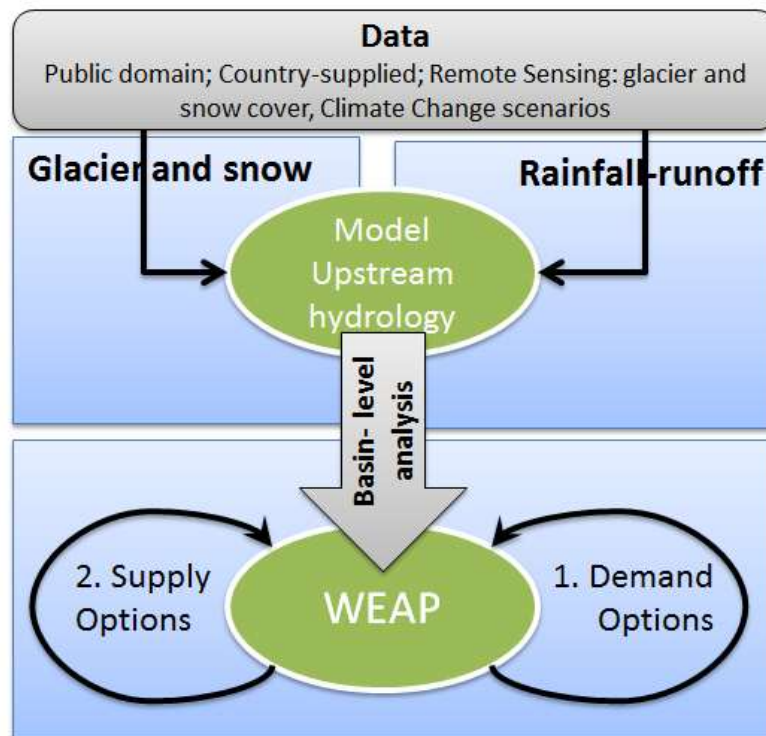 Data
Public domain; Country-supplied; Remote Sensing: glacier and
snow cover, Climate Change scenarios
Glacier and snow
Rainfall-runoff
Model
Upstream
hydrology
Basin- level
analysis
2. Supply
Options
WEAP
1. Demand
Options